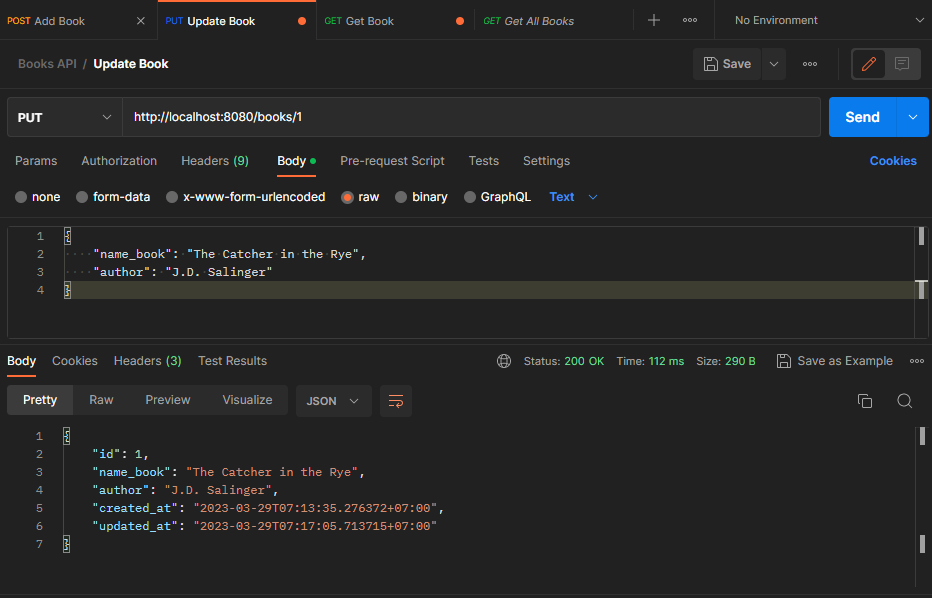 POST Add Book PUT Update Book GET Get Book GET Get All Books No Environment
Books API / Update Book Save
PUT http://localhost:8080/books/1 Send
Params Authorization Headers (9) Body Pre-request Script Tests Settings Cookies
none form-data x-www-form-urlencoded raw binary GraphQL Text
1 {
2 ····"name_book":·"The·Catcher·in·the·Rye",
3 ····"author":·"J.D.·Salinger"
4 }
Body Cookies Headers (3) Test Results Status: 200 OK Time: 112 ms Size: 290 B Save as Example
Pretty Raw Preview Visualize JSON
1 {
2 "id": 1,
3 "name_book": "The Catcher in the Rye",
4 "author": "J.D. Salinger",
5 "created_at": "2023-03-29T07:13:35.276372+07:00",
6 "updated_at": "2023-03-29T07:17:05.713715+07:00"
7 }